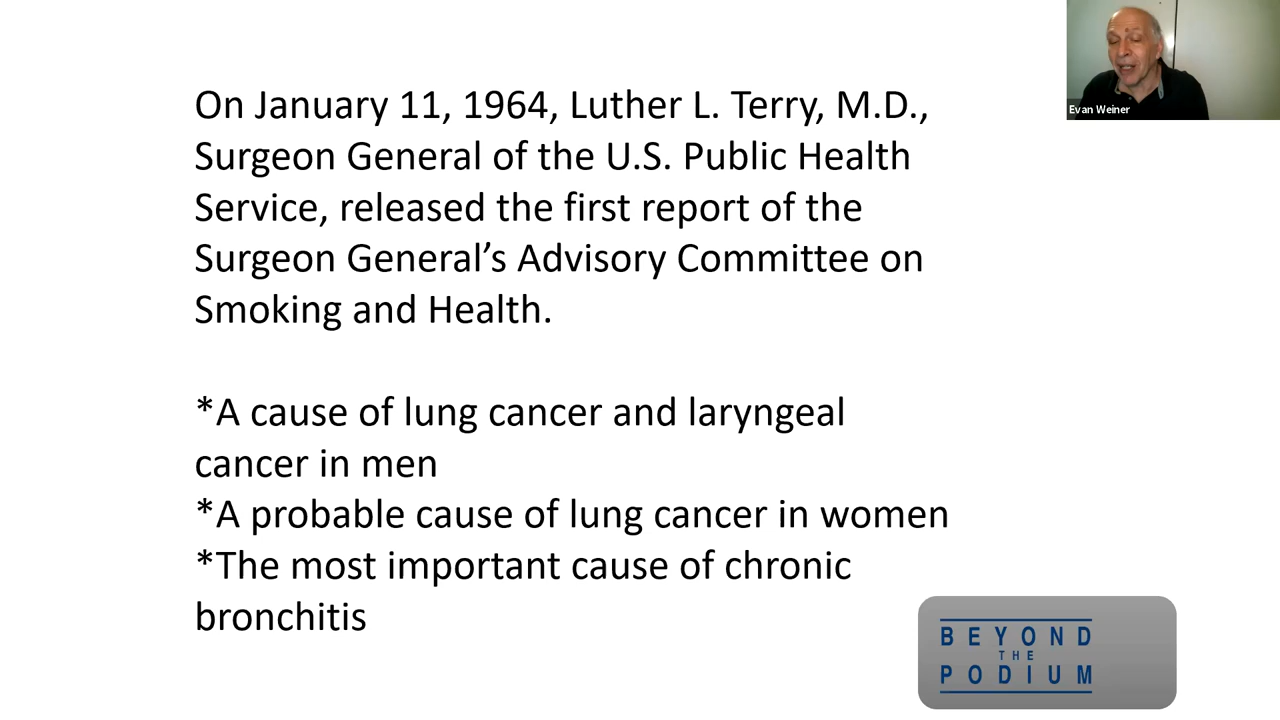 On January 11, 1964, Luther L. Terry, M.D.,
Surgeon General of the U.S. Public Health
Service, released the first report of the
Surgeon General’s Advisory Committee on
Smoking and Health.
*A cause of lung cancer and laryngeal
cancer in men
*A probable cause of lung cancer in women
*The most important cause of chronic
bronchitis
Evan Weiner
BEYOND
THE
PODIUM